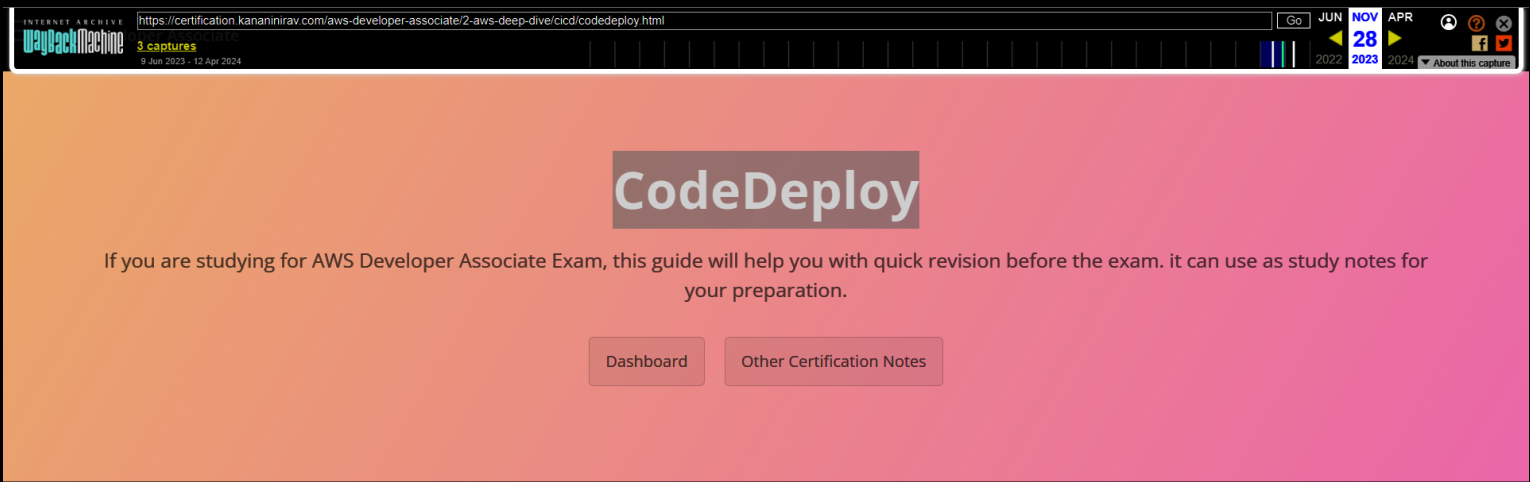 INTERNET ARCHIVE
WayBackMachine
https://certification.kananinirav.com/aws-developer-associate/2-aws-deep-dive/cicd/codedeploy.html
Go
oper Associate
3 captures
9 Jun 2023 - 12 Apr 2024
JUN NOV APR
28
2022 2023 2024
About this capture
CodeDeploy
If you are studying for AWS Developer Associate Exam, this guide will help you with quick revision before the exam. it can use as study notes for
your preparation.
Dashboard
Other Certification Notes